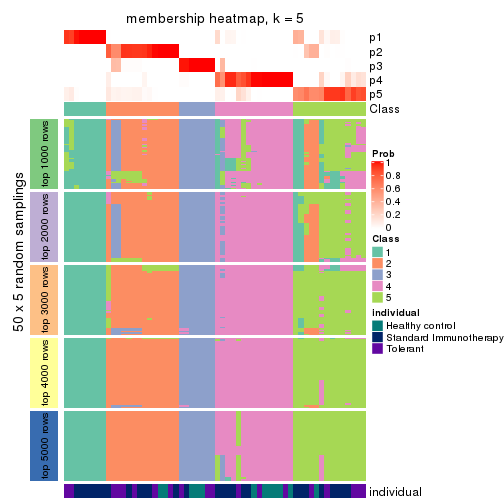 membership heatmap, k = 5
p1
p2
p3
p4
p5
Class
50 x 5 random samplings
top 1000 rows
top 2000 rows
top 3000 rows
top 4000 rows
top 5000 rows
individual
Prob
1
0.8
0.6
0.4
0.2
0
Class
1
2
3
4
5
individual
Healthy control
Standard Immunotherapy
Tolerant